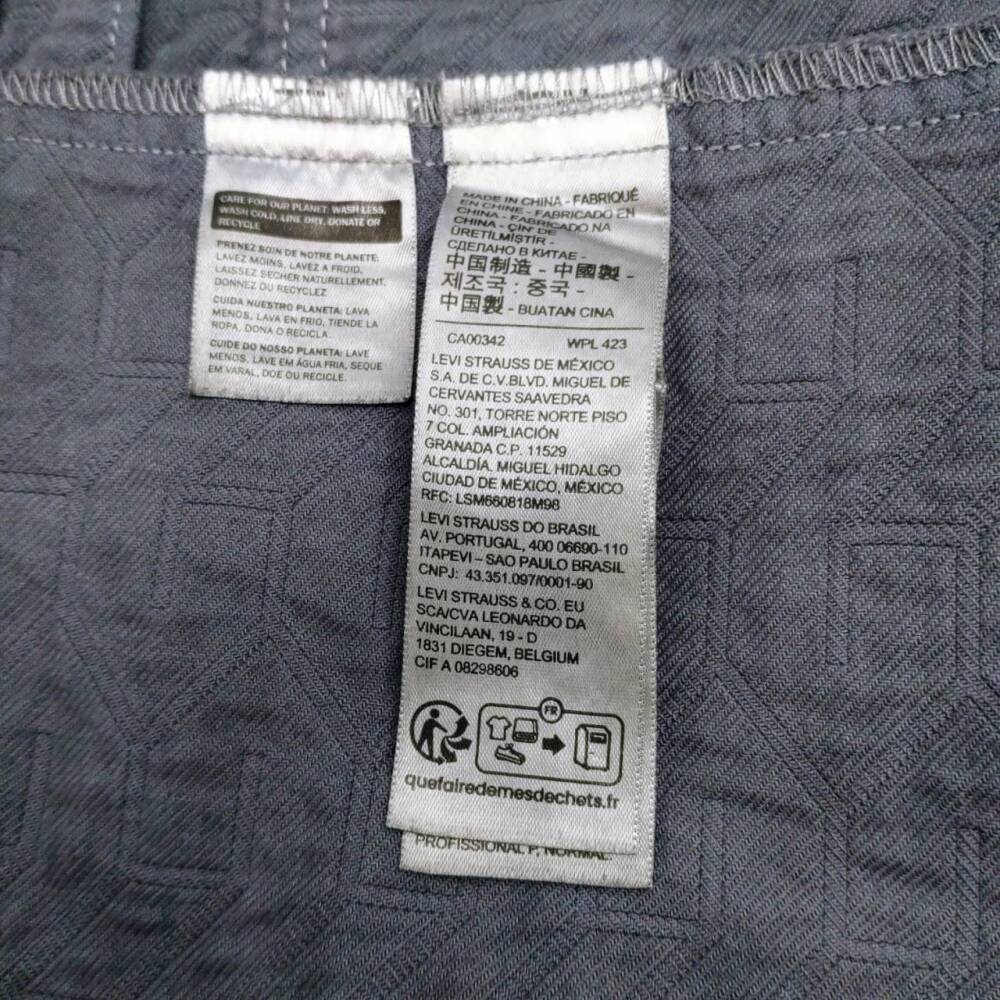 CARE FOR OUR PLANET: WASH LESS,
WASH COLD, LINE DRY, DONATE OR
RECYCLE
PRENEZ SOIN DE NOTRE PLANETE:
LAVEZ MOINS, LAVEZ A FROID,
LAISSEZ SECHER NATURELLEMENT,
DONNEZ OU RECYCLEZ
CUIDA NUESTRO PLANETA: LAVA
MENOS, LAVA EN FRIO, TIENDE LA
ROPA, DONA O RECICLA
CUIDE DO NOSSO PLANETA: LAVE
MENOS, LAVE EM ÁGUA FRIA, SEQUE
EM VARAL, DOE OU RECICLE.
MADE IN CHINA - FABRIQUÉ
EN CHINE - FABRICADO EN
CHINA - FABRICADO NA
CHINA - ÇIN' DE
ÜRETİLMİŞTİR -
СДЕЛАНО В КИТАЕ -
中国制造 - 中國製 -
제조국 : 중국 -
中国製 - BUATAN CINA
CA00342 WPL 423
LEVI STRAUSS DE MÉXICO
S.A. DE C.V.BLVD. MIGUEL DE
CERVANTES SAAVEDRA
NO. 301, TORRE NORTE PISO
7 COL. AMPLIACIÓN
GRANADA C.P. 11529
ALCALDÍA. MIGUEL HIDALGO
CIUDAD DE MÉXICO, MÉXICO
RFC: LSM660818M98
LEVI STRAUSS DO BRASIL
AV. PORTUGAL, 400 06690-110
ITAPEVI – SAO PAULO BRASIL
CNPJ: 43.351.097/0001-90
LEVI STRAUSS & CO. EU
SCA/CVA LEONARDO DA
VINCILAAN, 19 - D
1831 DIEGEM, BELGIUM
CIF A 08298606
FR
quefairedemesdechets.fr
PROFISSIONAL P, NORMAL.